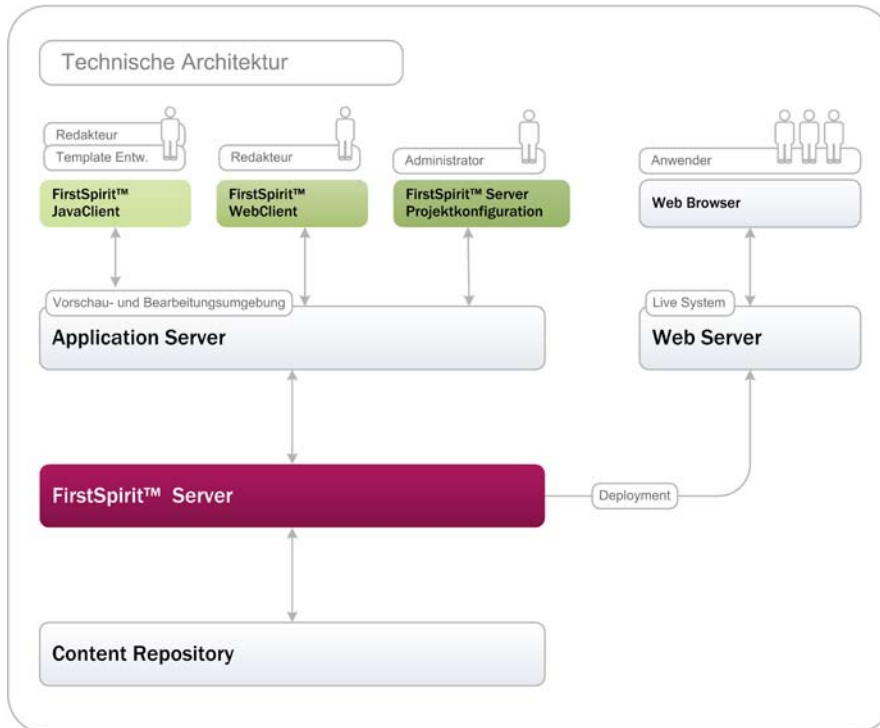 Technische Architektur
Redakteur
Template Entw.
Redakteur
Administrator
Anwender
FirstSpirit™
JavaClient
FirstSpirit™
WebClient
FirstSpirit™ Server
Projektkonfiguration
Web Browser
Vorschau- und Bearbeitungsumgebung
Application Server
Live System
Web Server
FirstSpirit™ Server
Deployment
Content Repository